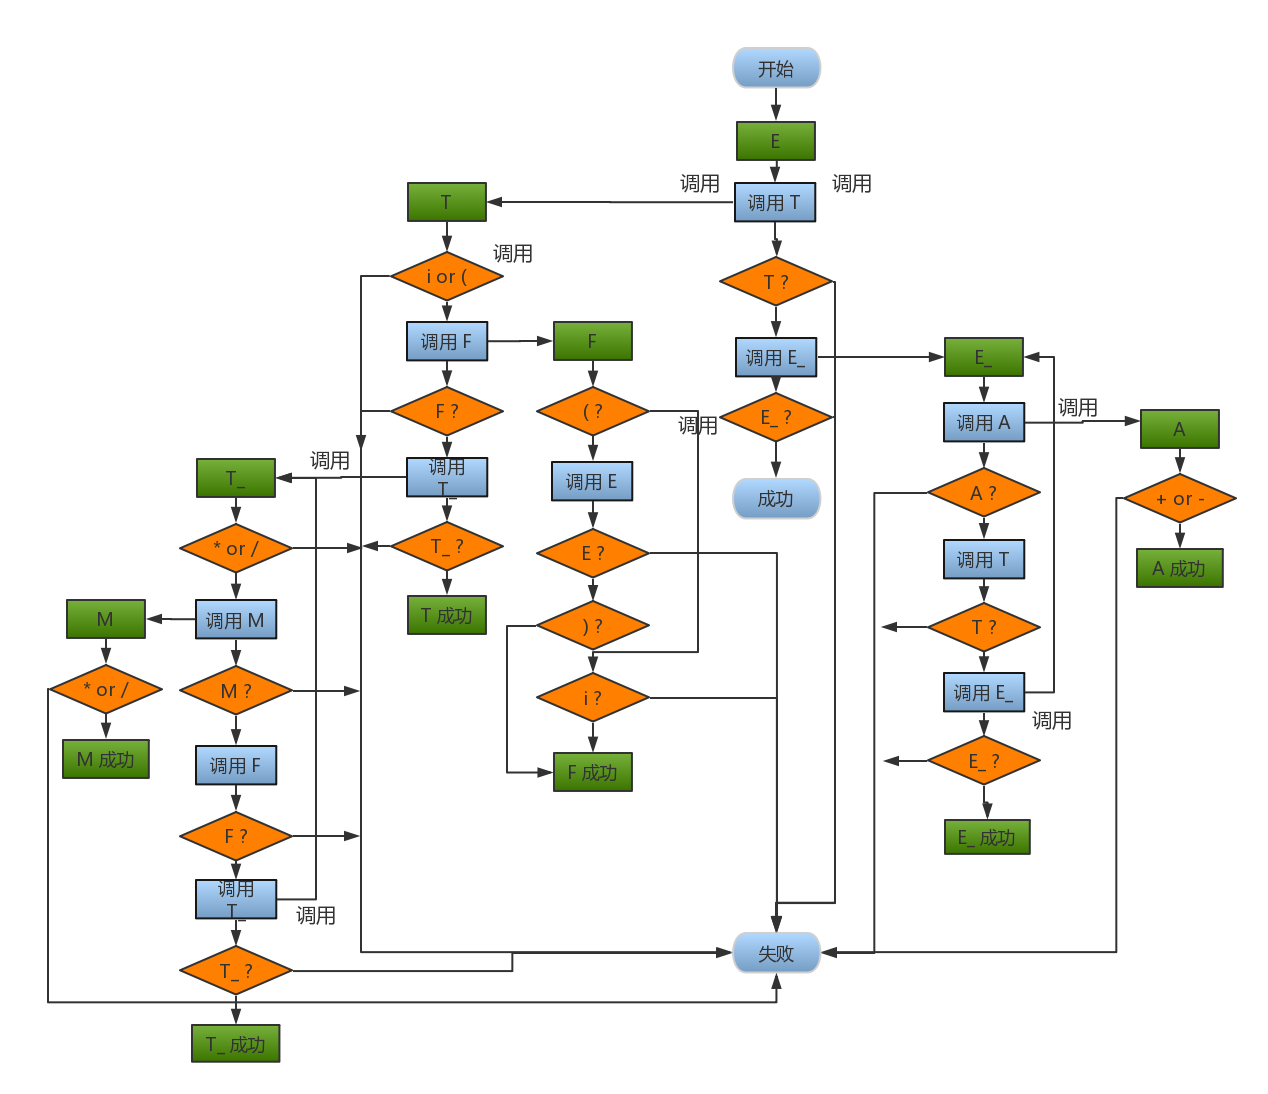 开始
E
调用
调用
T
调用 T
调用
i or (
T ?
调用 F
F
调用 E_
E_
F ?
( ?
调用
E_ ?
调用 A
调用
A
调用
T_
调用
T_
调用 E
成功
A ?
+ or -
* or /
T_ ?
E ?
调用 T
A 成功
M
调用 M
T 成功
) ?
T ?
* or /
M ?
i ?
调用 E_
调用
M 成功
调用 F
F 成功
E_ ?
F ?
E_ 成功
调用
T_
调用
T_ ?
失败
T_ 成功